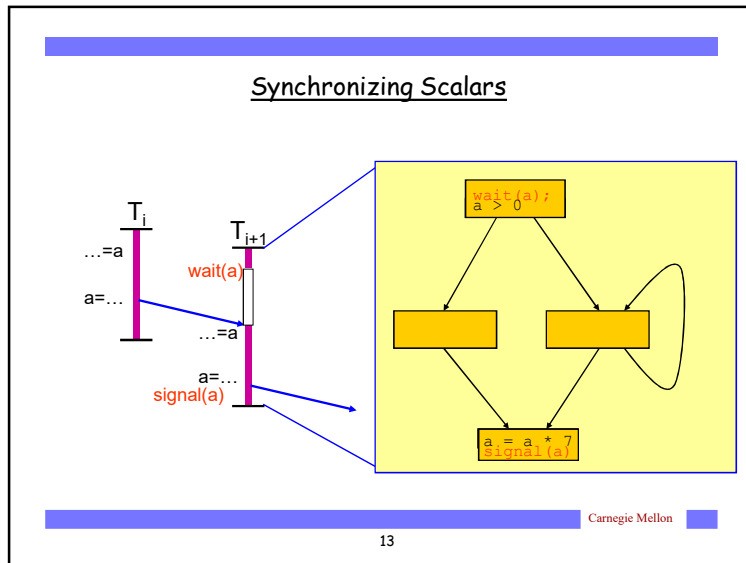 Synchronizing Scalars
Ti
…=a
a=…
Ti+1
wait(a)
…=a
a=…
signal(a)
wait(a);
a > 0
a = a * 7
signal(a)
Carnegie Mellon
13